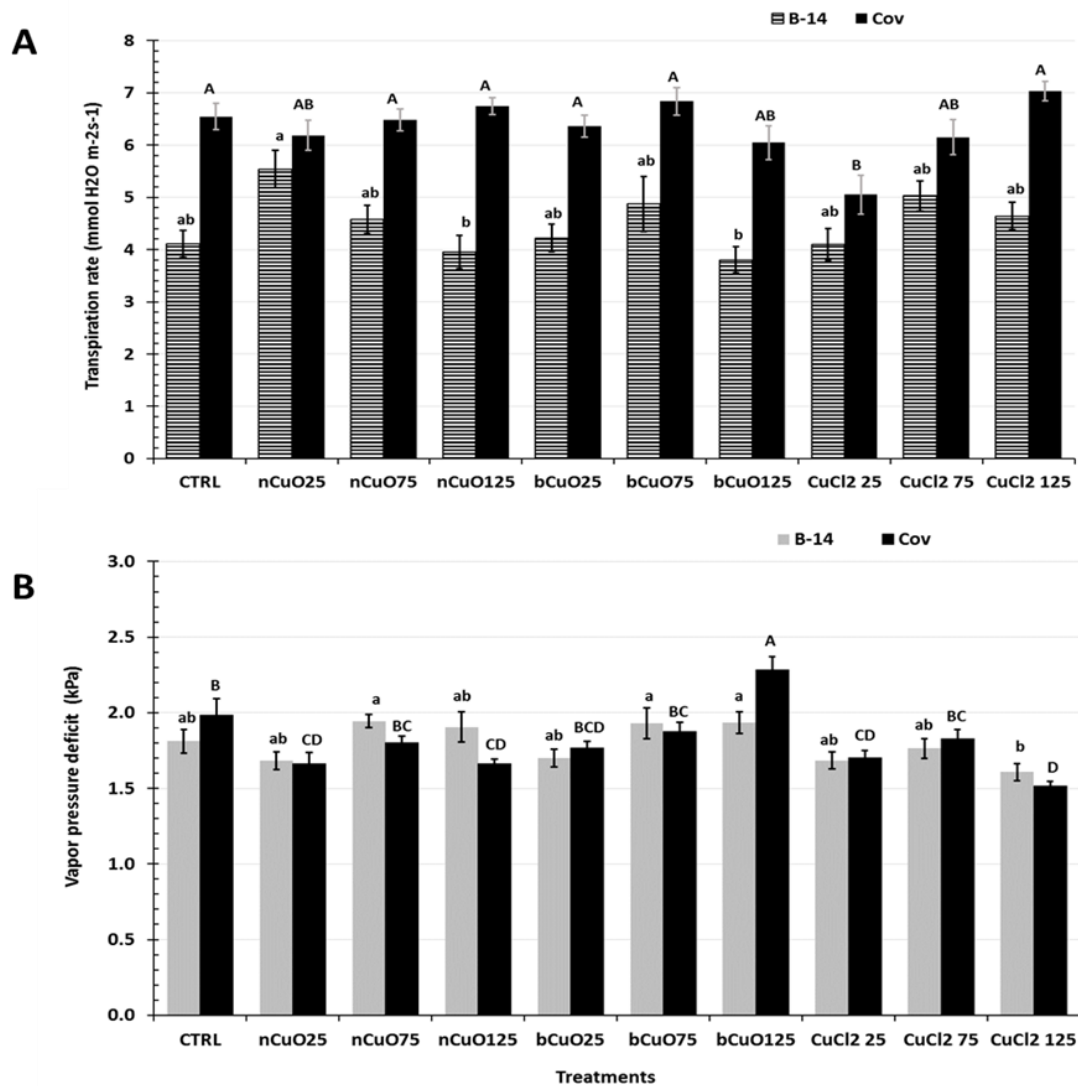 B-14 Cov
A
8
7
6
5
4
3
2
1
0
Transpiration rate (mmol H2O m-2s-1)
ab A a AB ab A b A ab A ab A b AB ab B ab AB ab A
CTRL nCuO25 nCuO75 nCuO125 bCuO25 bCuO75 bCuO125 CuCl2 25 CuCl2 75 CuCl2 125
B-14 Cov
B
3.0
2.5
2.0
1.5
1.0
0.5
0.0
Vapor pressure deficit (kPa)
ab B ab CD a BC ab CD ab BCD a BC a A ab CD ab BC b D
CTRL nCuO25 nCuO75 nCuO125 bCuO25 bCuO75 bCuO125 CuCl2 25 CuCl2 75 CuCl2 125
Treatments